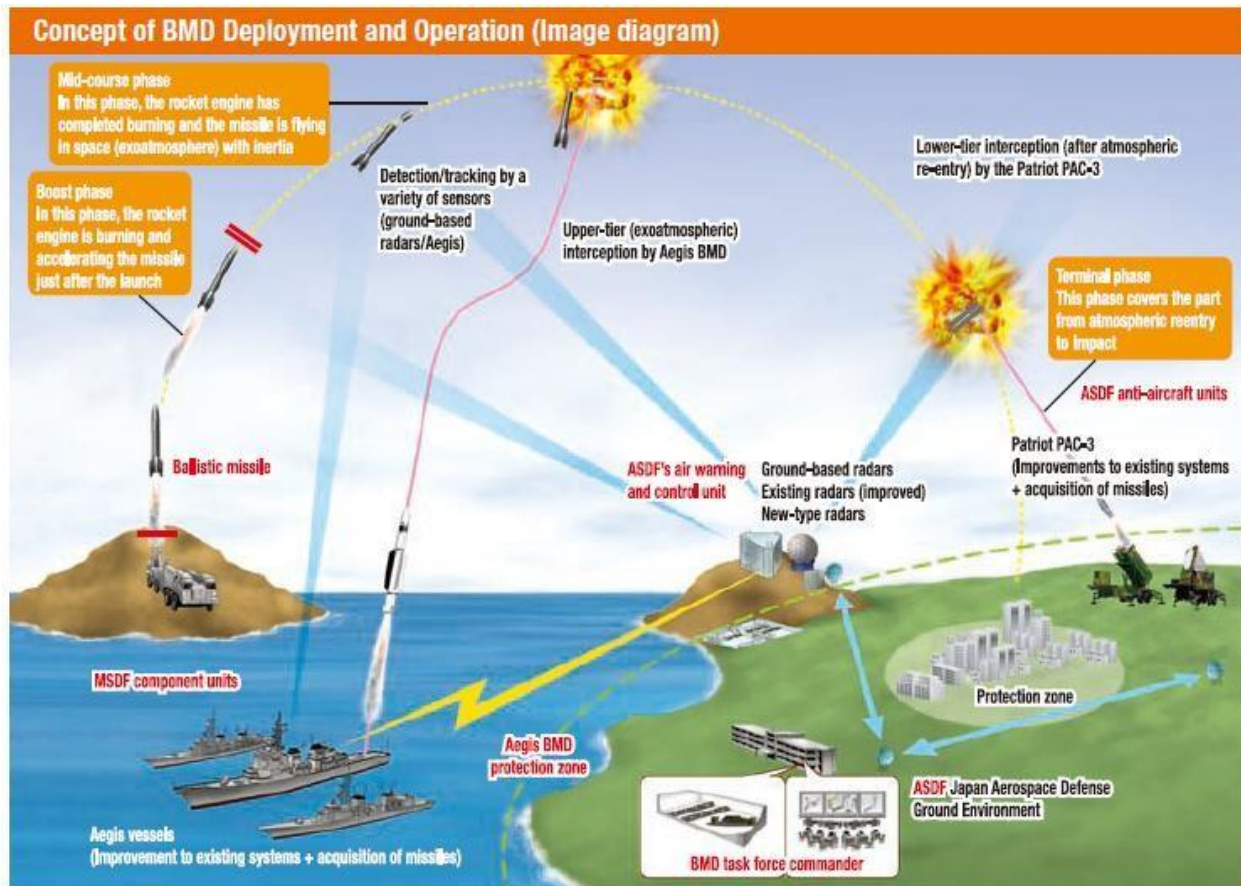 Concept of BMD Deployment and Operation (Image diagram)
Mid-course phase
In this phase, the rocket engine has
completed burning and the missile is flying
in space (exoatmosphere) with inertia
Boost phase
In this phase, the rocket
engine is burning and
accelerating the missile
just after the launch
Detection/tracking by a
variety of sensors
(ground-based
radars/Aegis)
Upper-tier (exoatmospheric)
interception by Aegis BMD
Lower-tier interception (after atmospheric
re-entry) by the Patriot PAC-3
Terminal phase
This phase covers the part
from atmospheric reentry
to impact
ASDF anti-aircraft units
Patriot PAC-3
(Improvements to existing systems
+ acquisition of missiles)
Ballistic missile
ASDF's air warning
and control unit
Ground-based radars
Existing radars (improved)
New-type radars
MSDF component units
Protection zone
Aegis BMD
protection zone
ASDF Japan Aerospace Defense
Ground Environment
BMD task force commander
Aegis vessels
(Improvement to existing systems + acquisition of missiles)